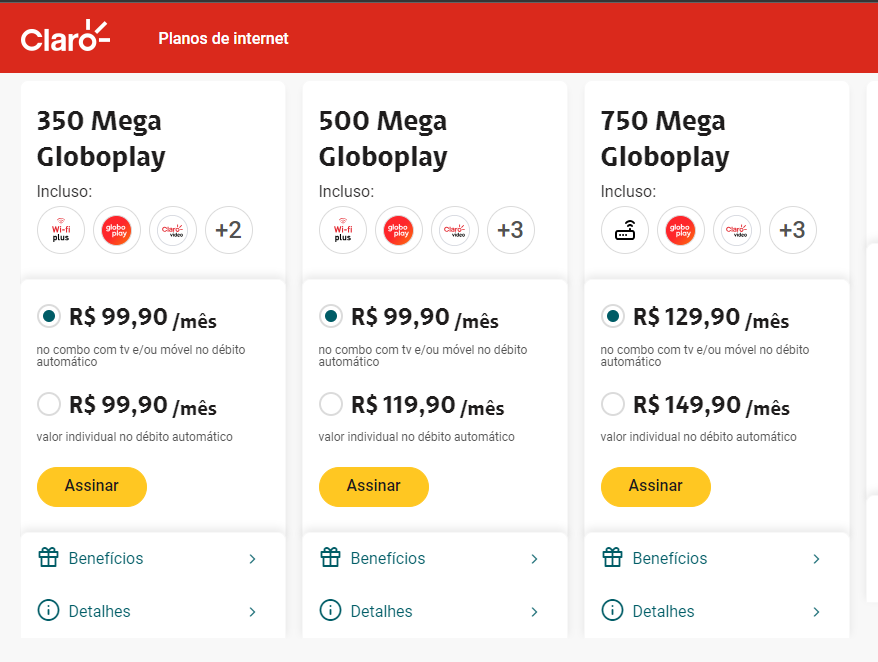 Claro
Planos de internet
350 Mega
Globoplay
Incluso:
Wi-fi
plus
globo
play
Claro
video
+2
R$ 99,90 /mês
no combo com tv e/ou móvel no débito
automático
R$ 99,90 /mês
valor individual no débito automático
Assinar
Benefícios
Detalhes
500 Mega
Globoplay
Incluso:
Wi-fi
plus
globo
play
Claro
video
+3
R$ 99,90 /mês
no combo com tv e/ou móvel no débito
automático
R$ 119,90 /mês
valor individual no débito automático
Assinar
Benefícios
Detalhes
750 Mega
Globoplay
Incluso:
globo
play
Claro
video
+3
R$ 129,90 /mês
no combo com tv e/ou móvel no débito
automático
R$ 149,90 /mês
valor individual no débito automático
Assinar
Benefícios
Detalhes